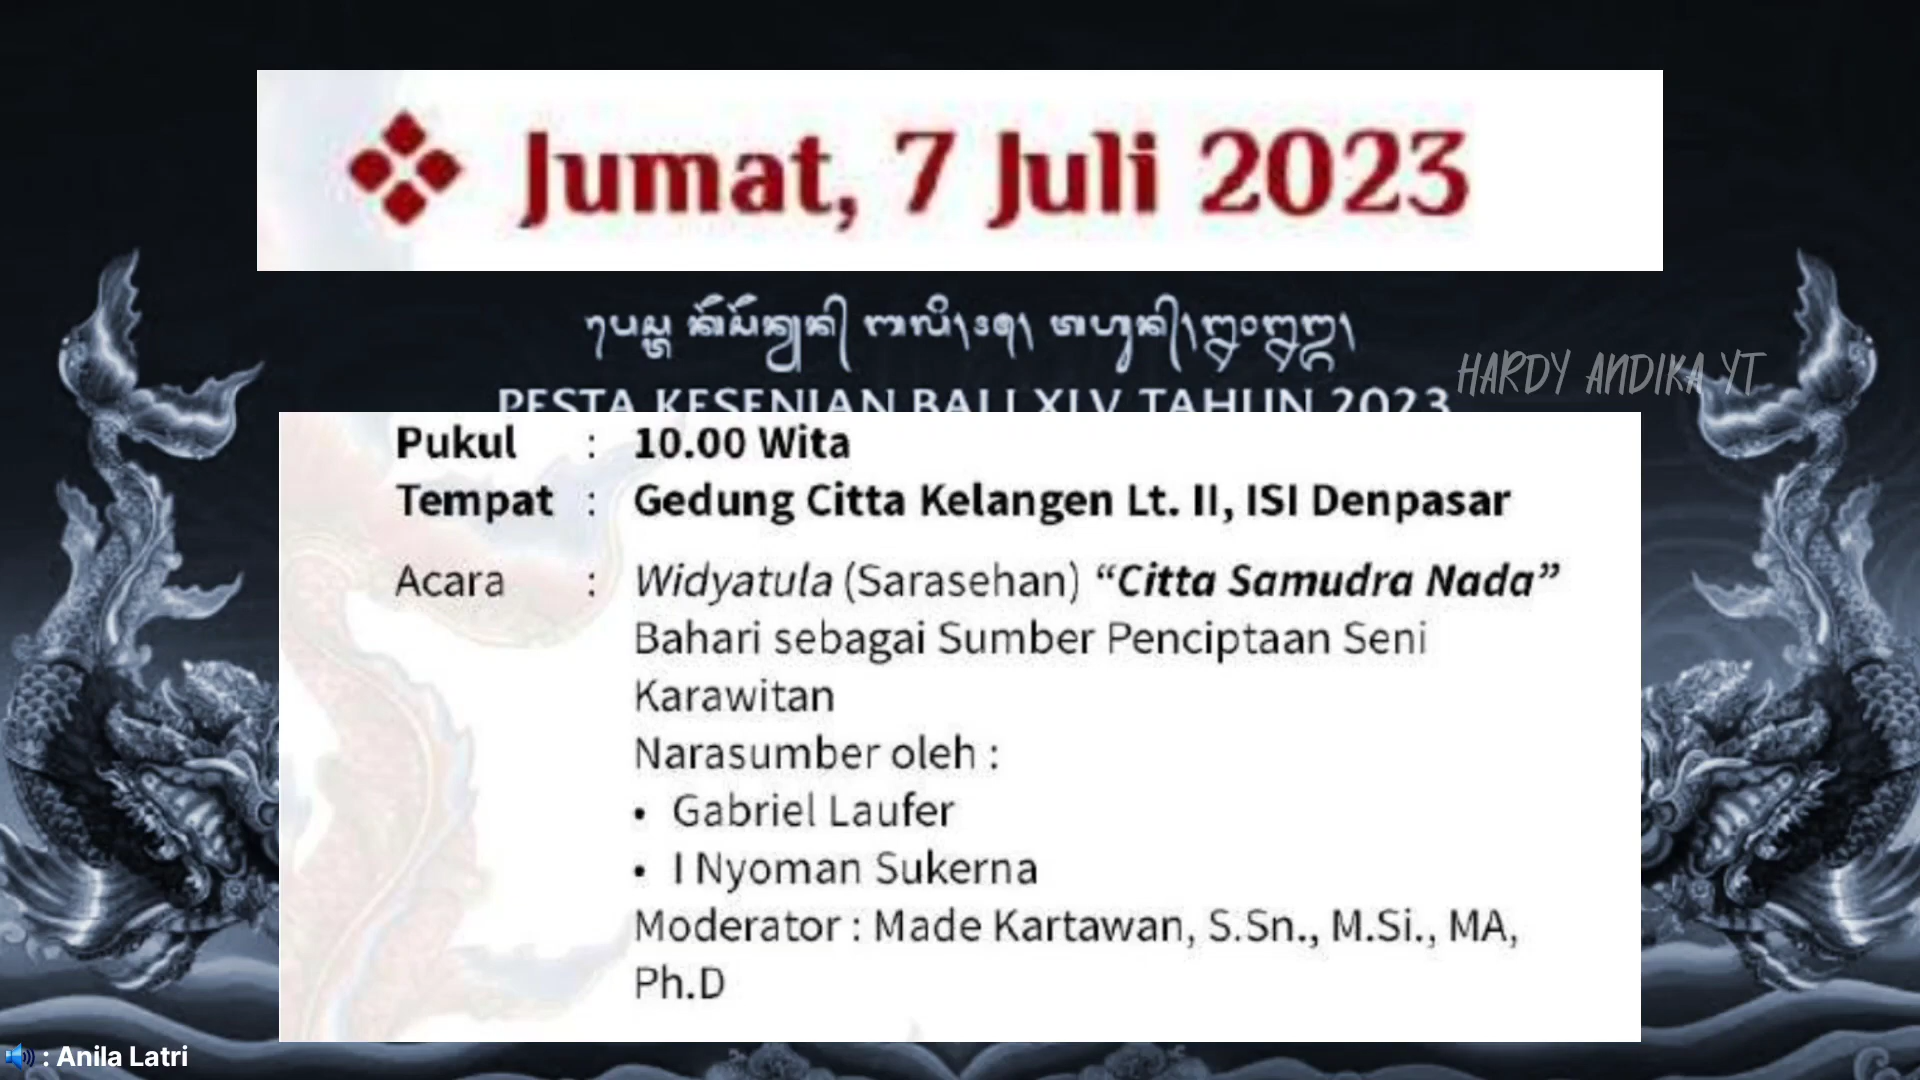 Jumat, 7 Juli 2023
PESTA KESENIAN BALI XLV TAHUN 2023
HARDY ANDIKA YT
Pukul : 10.00 Wita
Tempat : Gedung Citta Kelangen Lt. II, ISI Denpasar
Acara : Widyatula (Sarasehan) “Citta Samudra Nada”
Bahari sebagai Sumber Penciptaan Seni
Karawitan
Narasumber oleh :
• Gabriel Laufer
• I Nyoman Sukerna
Moderator : Made Kartawan, S.Sn., M.Si., MA,
Ph.D
: Anila Latri